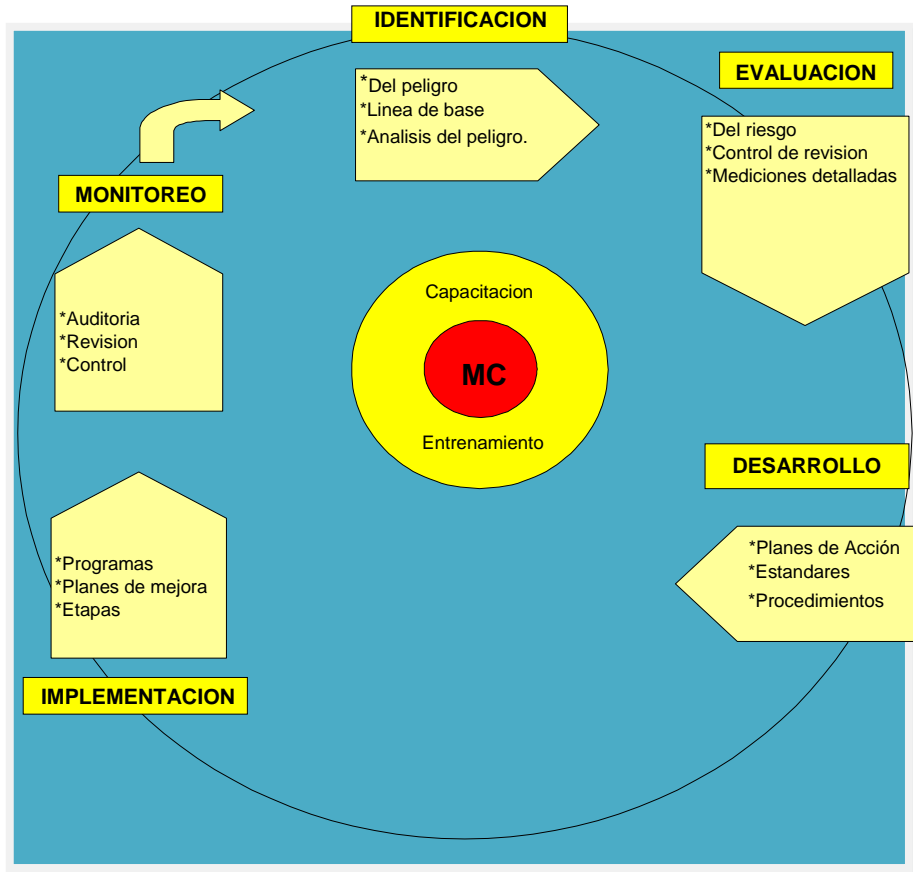 IDENTIFICACION
*Del peligro
*Linea de base
*Analisis del peligro.
EVALUACION
*Del riesgo
*Control de revision
*Mediciones detalladas
DESARROLLO
*Planes de Acción
*Estandares
*Procedimientos
IMPLEMENTACION
*Programas
*Planes de mejora
*Etapas
MONITOREO
*Auditoria
*Revision
*Control
Capacitacion
MC
Entrenamiento